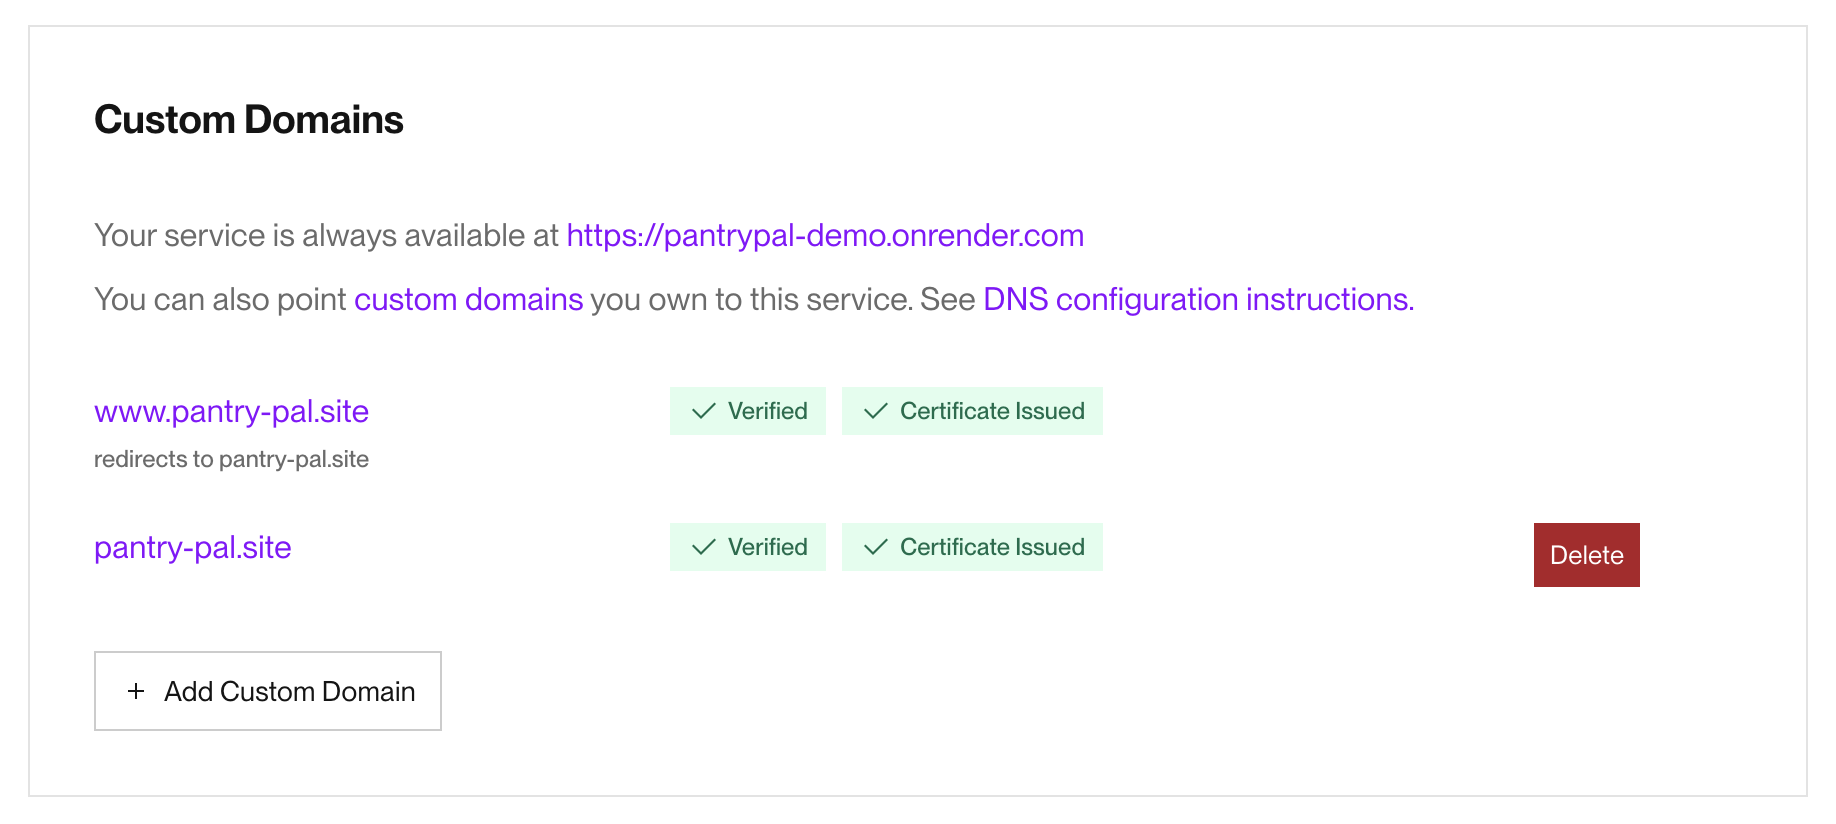 Custom Domains
Your service is always available at https://pantrypal-demo.onrender.com
You can also point custom domains you own to this service. See DNS configuration instructions.
www.pantry-pal.site Verified Certificate Issued
redirects to pantry-pal.site
pantry-pal.site Verified Certificate Issued Delete
+ Add Custom Domain